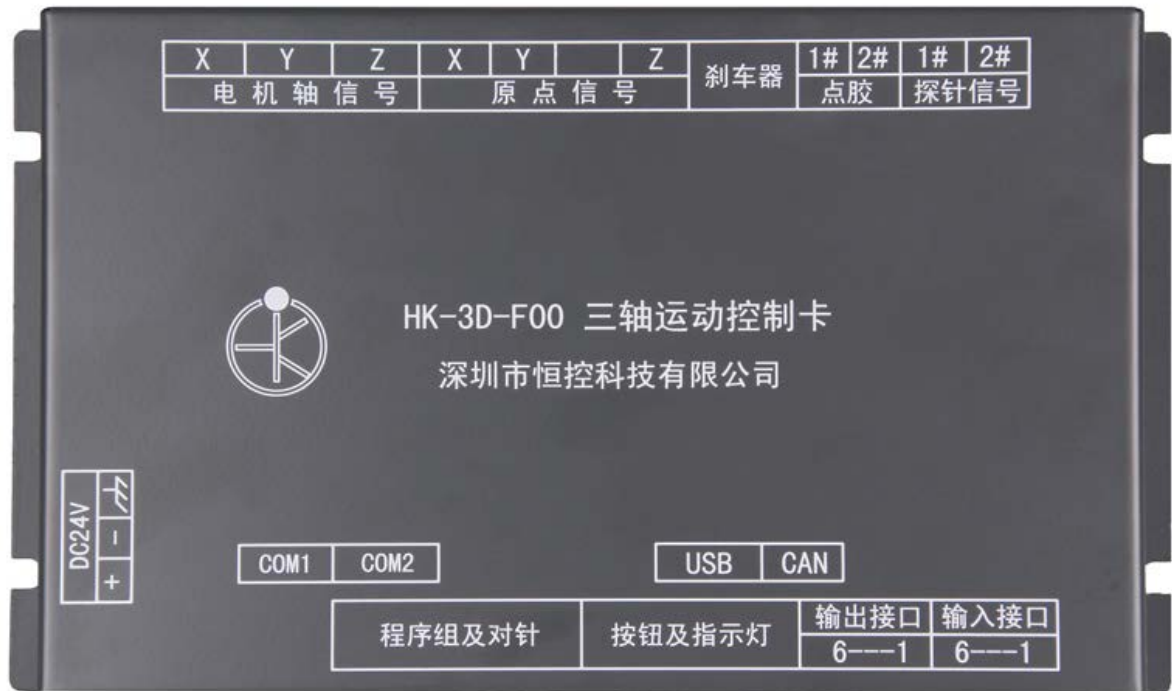 X Y Z X Y Z 刹车器 1# 2# 1# 2#
电机轴信号 原点信号 点胶 探针信号
HK-3D-F00 三轴运动控制卡
深圳市恒控科技有限公司
DC24V
-
+
COM1 COM2 USB CAN
程序组及对针 按钮及指示灯 输出接口 输入接口
6---1 6---1